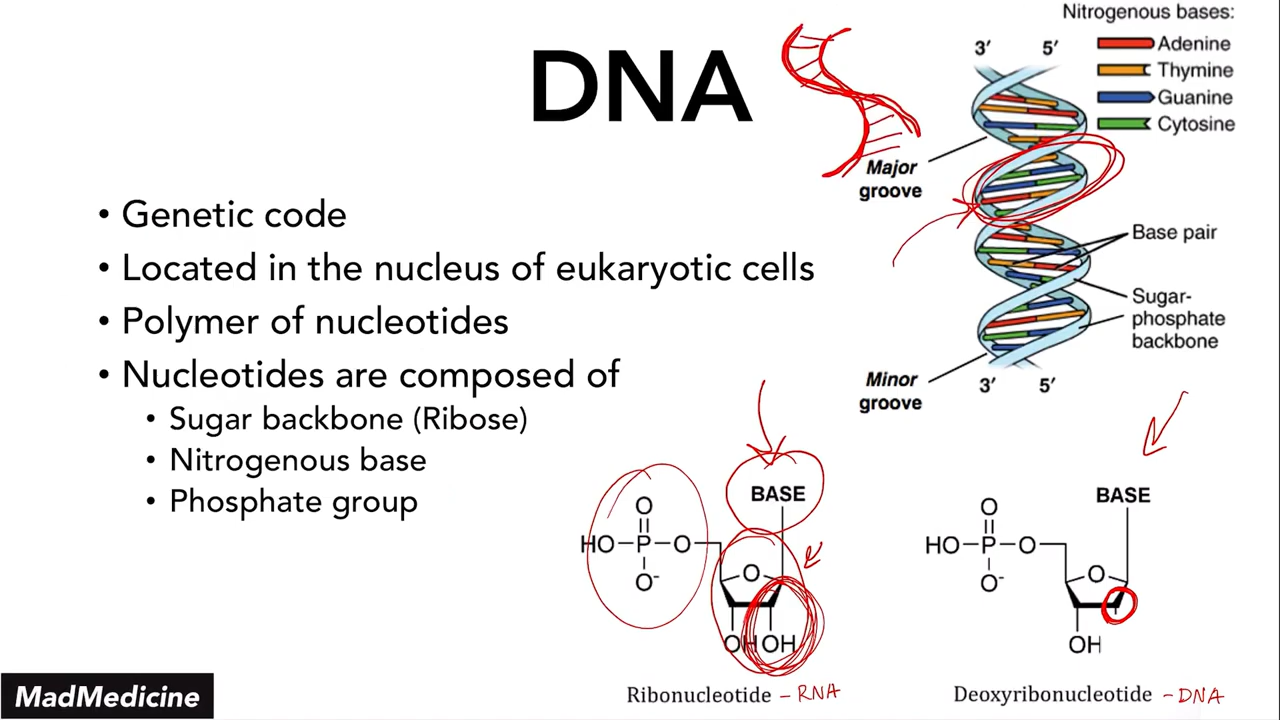 DNA
• Genetic code
• Located in the nucleus of eukaryotic cells
• Polymer of nucleotides
• Nucleotides are composed of
• Sugar backbone (Ribose)
• Nitrogenous base
• Phosphate group
Nitrogenous bases:
Adenine
Thymine
Guanine
Cytosine
3′ 5′
Major
groove
Base pair
Sugar-
phosphate
backbone
Minor
groove
3′ 5′
BASE
O
HO–P–O
O⁻
O
OH OH
Ribonucleotide – RNA
BASE
O
HO–P–O
O⁻
O
OH
Deoxyribonucleotide – DNA
MadMedicine